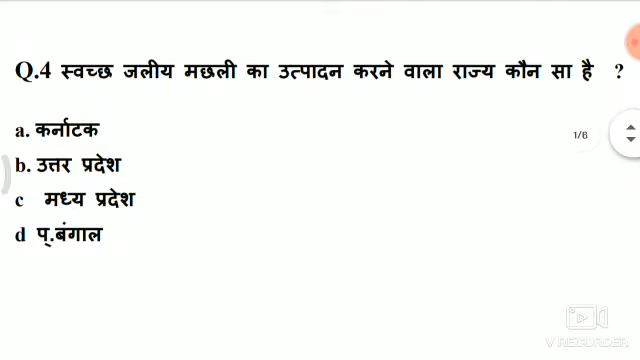 Q.4 स्वच्छ जलीय मछली का उत्पादन करने वाला राज्य कौन सा है ?
a. कर्नाटक
1/6
b. उत्तर प्रदेश
c मध्य प्रदेश
d प्.बंगाल
V RECORDER